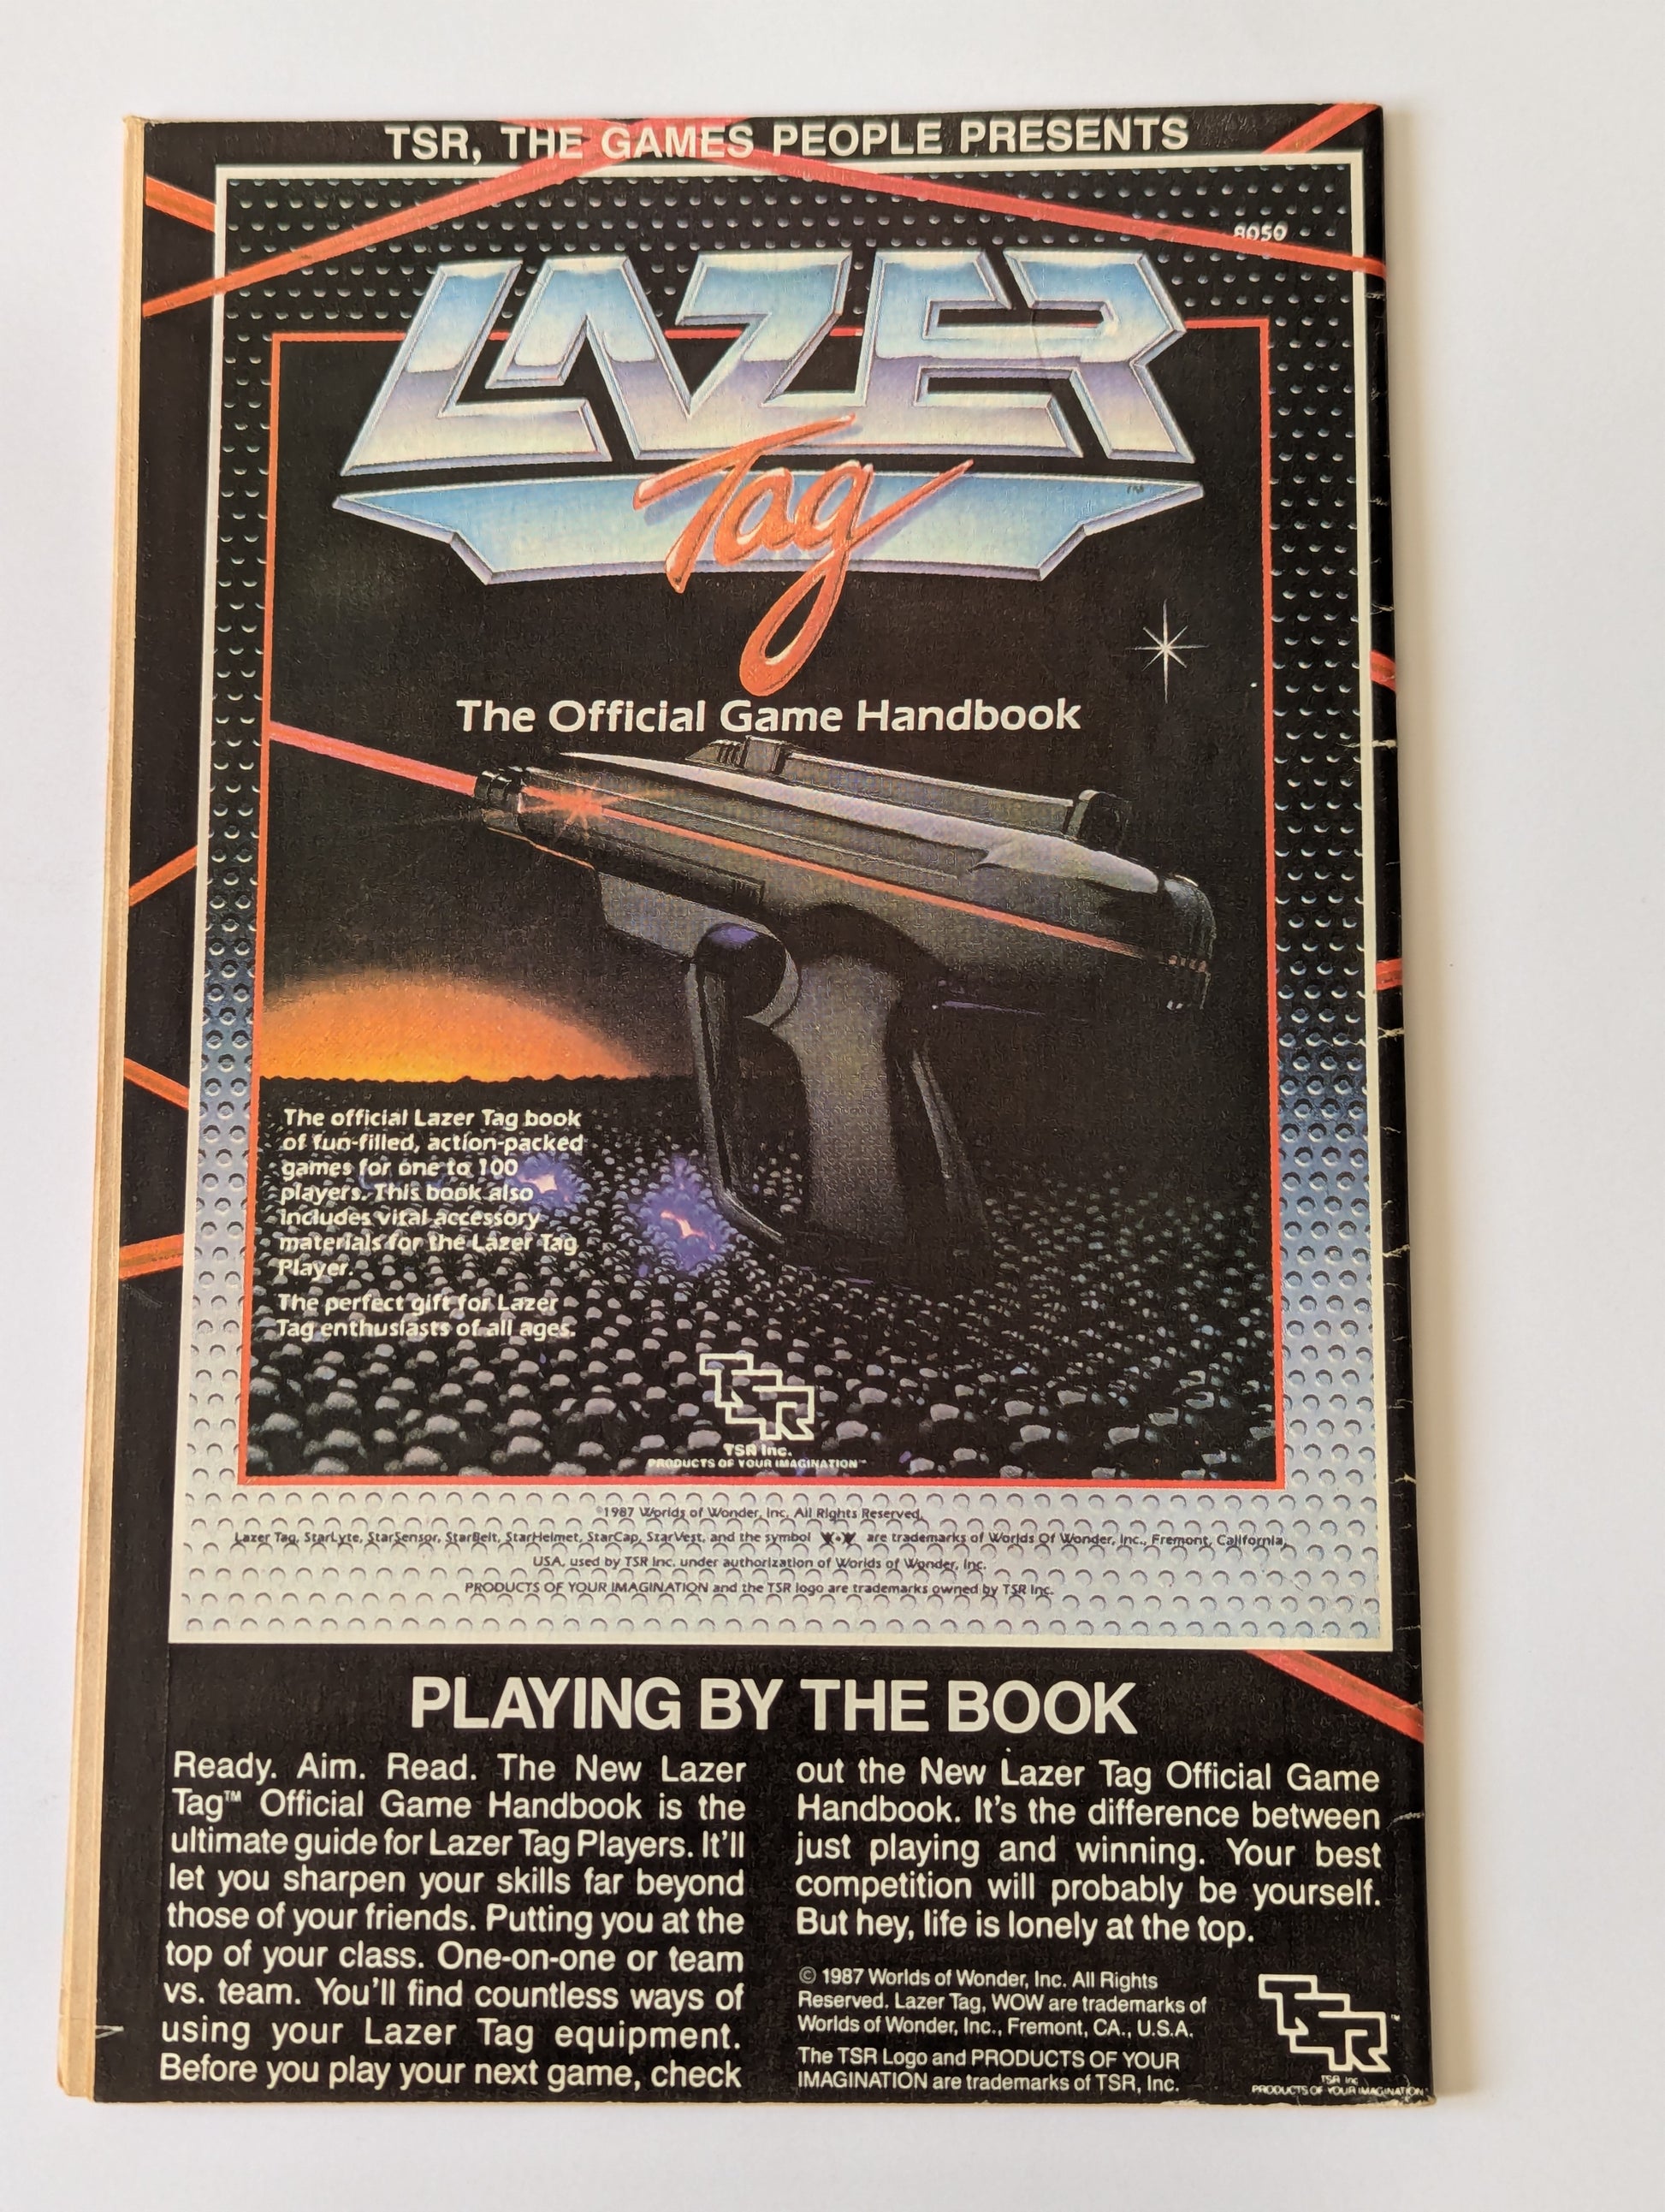 TSR, THE GAMES PEOPLE PRESENTS
8050
LAZER
Tag
TM
The Official Game Handbook
The official Lazer Tag book
of fun-filled, action-packed
games for one to 100
players. This book also
includes vital accessory
materials for the Lazer Tag
Player.
The perfect gift for Lazer
Tag enthusiasts of all ages.
TSR
TSR Inc.
PRODUCTS OF YOUR IMAGINATION™
©1987 Worlds of Wonder, Inc. All Rights Reserved.
Lazer Tag, StarLyte, StarSensor, StarBelt, StarHelmet, StarCap, StarVest, and the symbol are trademarks of Worlds Of Wonder, Inc., Fremont, California,
USA, used by TSR Inc. under authorization of Worlds of Wonder, Inc.
PRODUCTS OF YOUR IMAGINATION and the TSR logo are trademarks owned by TSR Inc.
PLAYING BY THE BOOK
Ready. Aim. Read. The New Lazer
Tag™ Official Game Handbook is the
ultimate guide for Lazer Tag Players. It'll
let you sharpen your skills far beyond
those of your friends. Putting you at the
top of your class. One-on-one or team
vs. team. You'll find countless ways of
using your Lazer Tag equipment.
Before you play your next game, check
out the New Lazer Tag Official Game
Handbook. It's the difference between
just playing and winning. Your best
competition will probably be yourself.
But hey, life is lonely at the top.
© 1987 Worlds of Wonder, Inc. All Rights
Reserved. Lazer Tag, WOW are trademarks of
Worlds of Wonder, Inc., Fremont, CA., U.S.A.
The TSR Logo and PRODUCTS OF YOUR
IMAGINATION are trademarks of TSR, Inc.
TSR™
TSR Inc
PRODUCTS OF YOUR IMAGINATION™